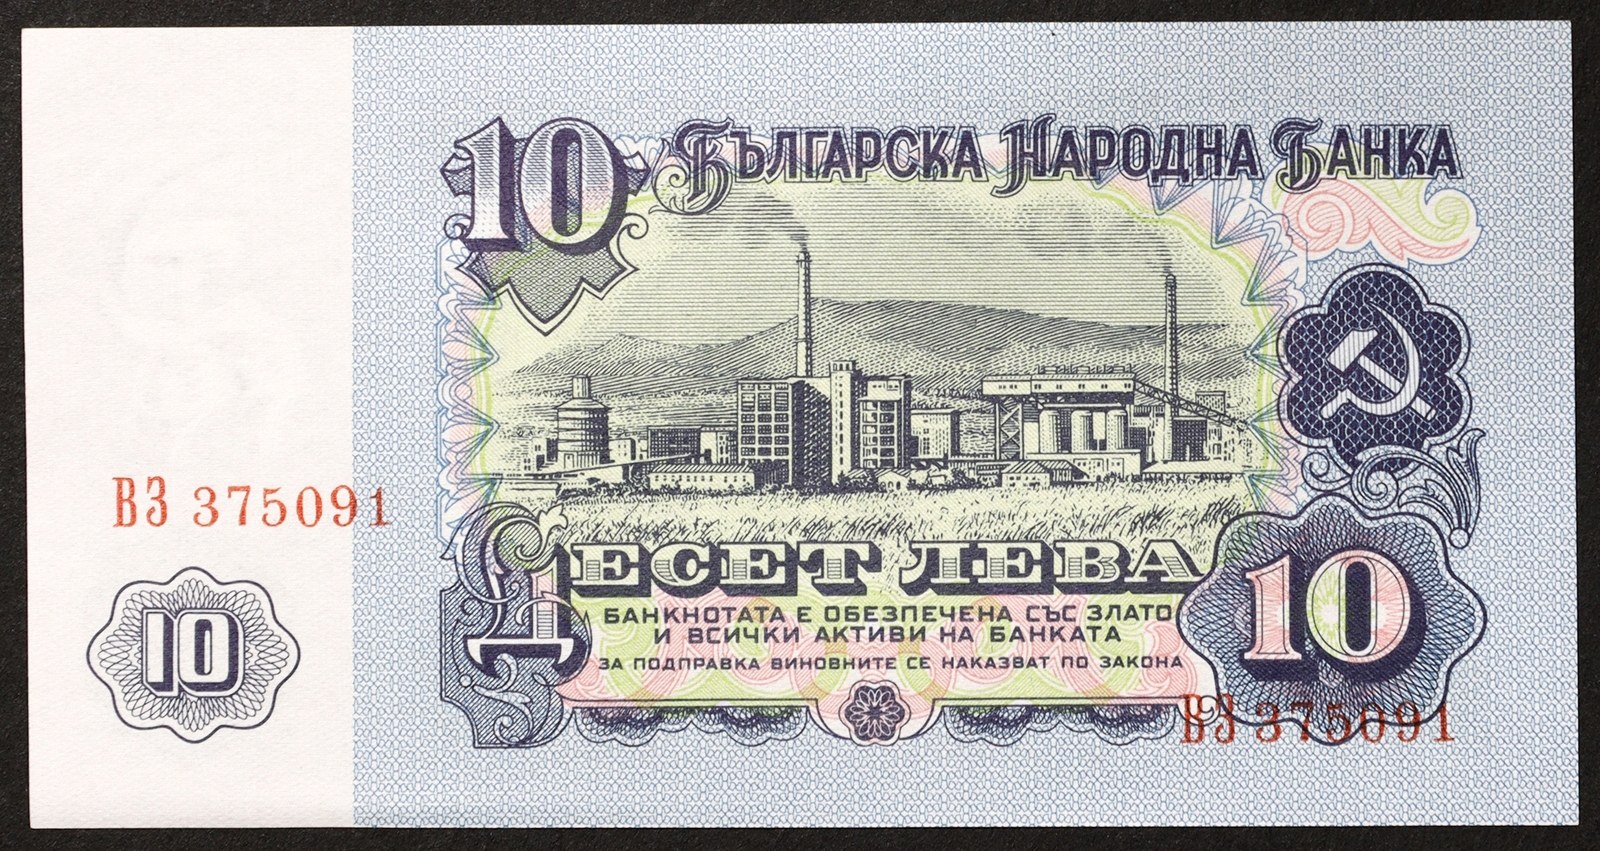 10 Българска Народна Банка
ВЗ 375091
10
ДЕСЕТ ЛЕВА
БАНКНОТАТА Е ОБЕЗПЕЧЕНА СЪС ЗЛАТО
И ВСИЧКИ АКТИВИ НА БАНКАТА
ЗА ПОДПРАВКА ВИНОВНИТЕ СЕ НАКАЗВАТ ПО ЗАКОНА
10
ВЗ 375091